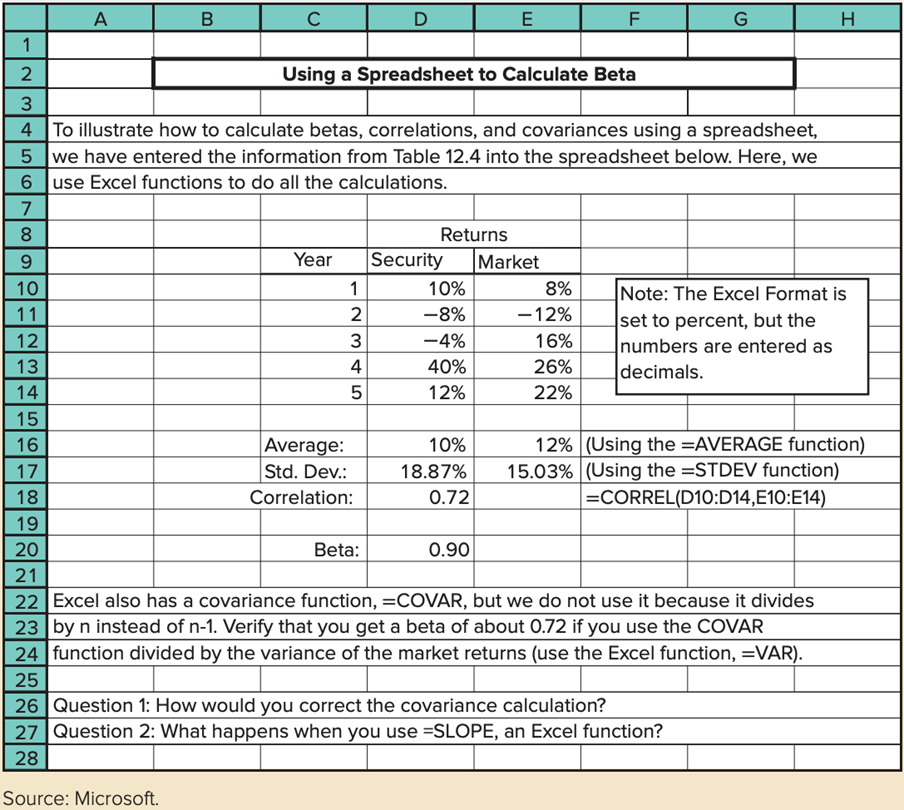 A B C D E F G H
1
2 Using a Spreadsheet to Calculate Beta
3
4 To illustrate how to calculate betas, correlations, and covariances using a spreadsheet,
5 we have entered the information from Table 12.4 into the spreadsheet below. Here, we
6 use Excel functions to do all the calculations.
7
8 Returns
9 Year Security Market
10 1 10% 8% Note: The Excel Format is
11 2 −8% −12% set to percent, but the
12 3 −4% 16% numbers are entered as
13 4 40% 26% decimals.
14 5 12% 22%
15
16 Average: 10% 12% (Using the =AVERAGE function)
17 Std. Dev.: 18.87% 15.03% (Using the =STDEV function)
18 Correlation: 0.72 =CORREL(D10:D14,E10:E14)
19
20 Beta: 0.90
21
22 Excel also has a covariance function, =COVAR, but we do not use it because it divides
23 by n instead of n-1. Verify that you get a beta of about 0.72 if you use the COVAR
24 function divided by the variance of the market returns (use the Excel function, =VAR).
25
26 Question 1: How would you correct the covariance calculation?
27 Question 2: What happens when you use =SLOPE, an Excel function?
28
Source: Microsoft.